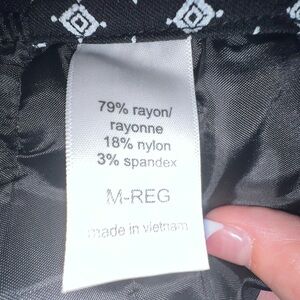 79% rayon/
rayonne
18% nylon
3% spandex
M-REG
made in vietnam